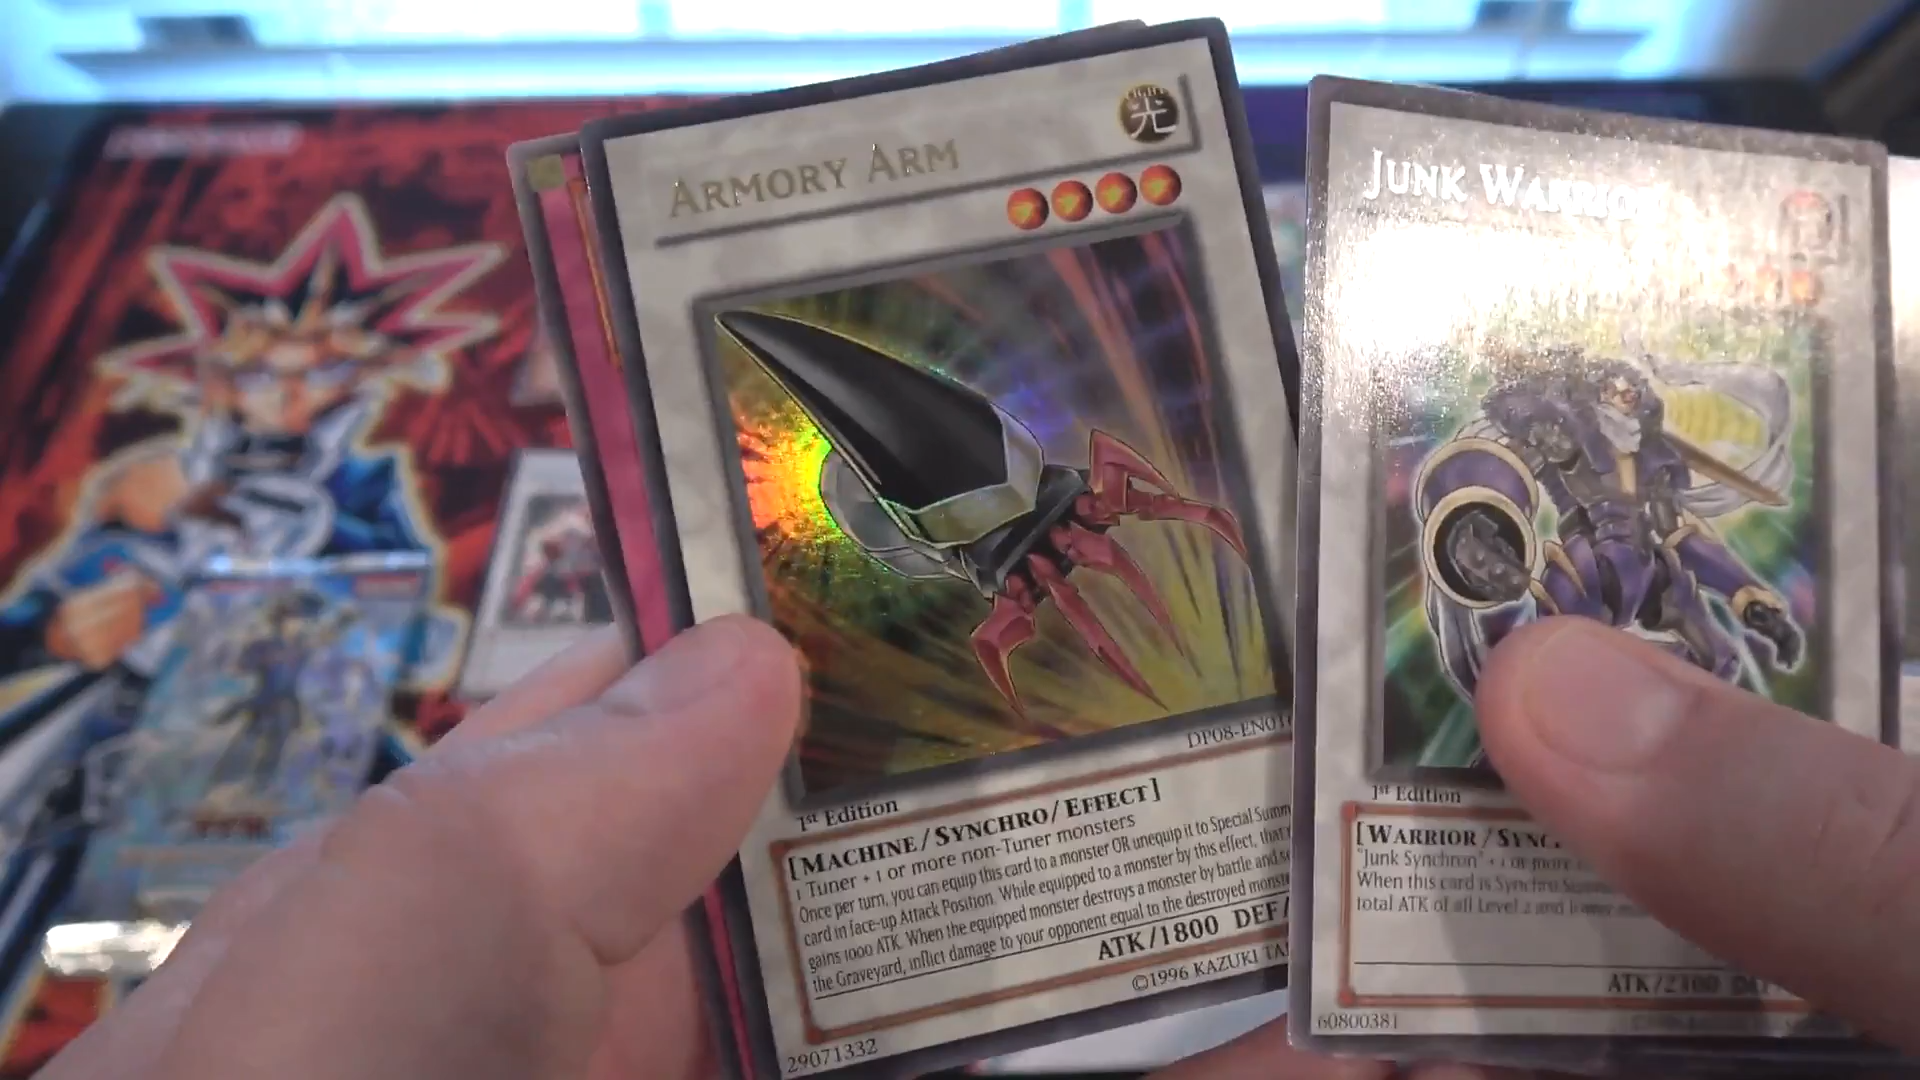 ARMORY ARM
LIGHT
光
DP08-EN01
1st Edition
[MACHINE/SYNCHRO/EFFECT]
1 Tuner + 1 or more non-Tuner monsters
Once per turn, you can equip this card to a monster OR unequip it to Special Summ
card in face-up Attack Position. While equipped to a monster by this effect, that
gains 1000 ATK. When the equipped monster destroys a monster by battle and se
the Graveyard, inflict damage to your opponent equal to the destroyed monst
ATK/1800 DEF/
©1996 KAZUKI TA
29071332
JUNK WARRIOR
1st Edition
[WARRIOR/SYNC
"Junk Synchron" + 1 or more
When this card is Synchro Summ
total ATK of all Level 2 and lower
ATK/2300 DEF
60800381